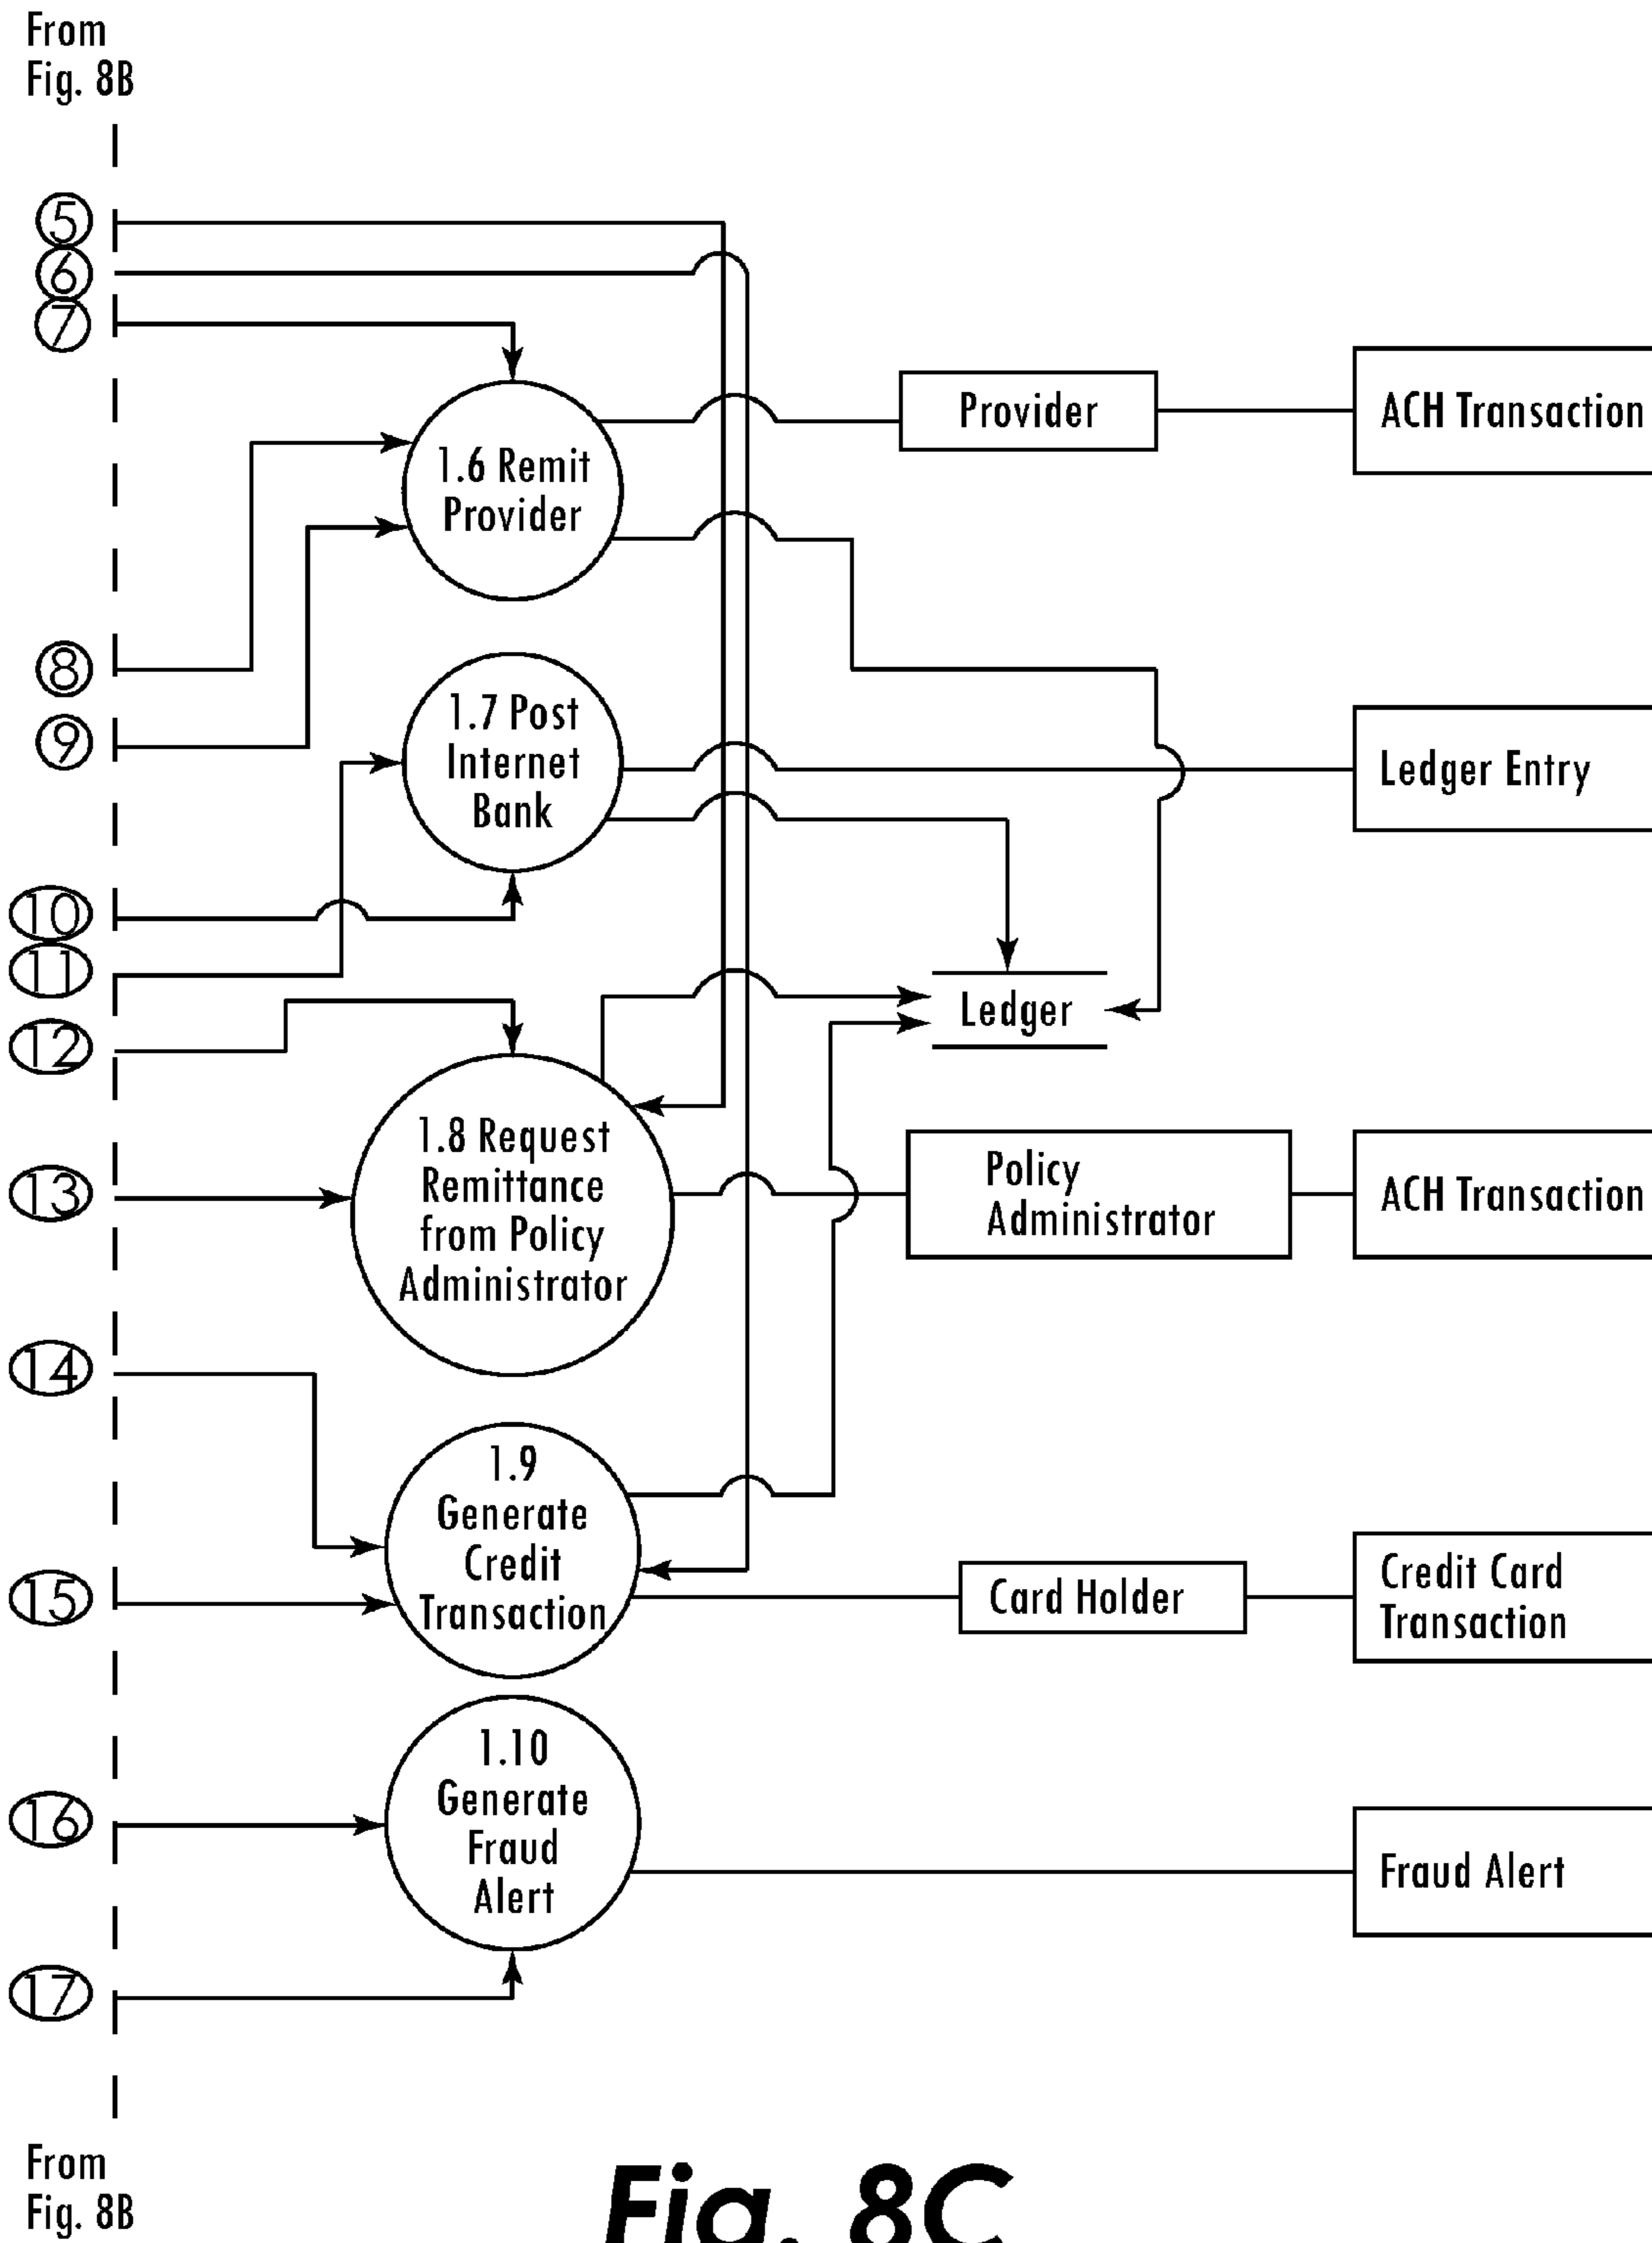 From
Fig. 8B
5
6
7
Provider
ACH Transaction
1.6 Remit
Provider
8
9
1.7 Post
Internet
Bank
Ledger Entry
10
11
12
Ledger
1.8 Request
Remittance
from Policy
Administrator
13
Policy
Administrator
ACH Transaction
14
1.9
Generate
Credit
Transaction
15
Card Holder
Credit Card
Transaction
1.10
Generate
Fraud
Alert
16
Fraud Alert
17
From
Fig. 8B
Fig. 8C